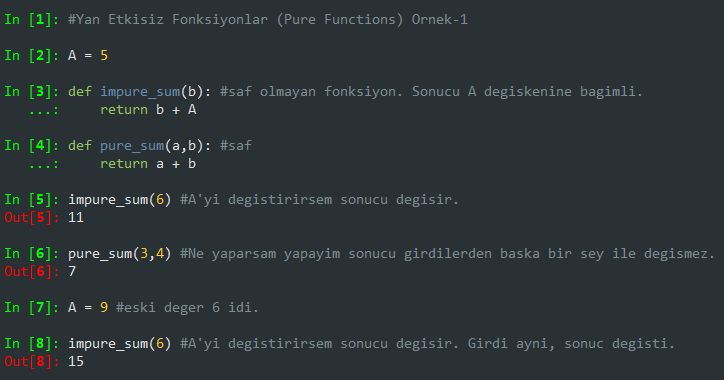 In [1]: #Yan Etkisiz Fonksiyonlar (Pure Functions) Ornek-1
In [2]: A = 5
In [3]: def impure_sum(b): #saf olmayan fonksiyon. Sonucu A degiskenine bagimli.
   ...:     return b + A
In [4]: def pure_sum(a,b): #saf
   ...:     return a + b
In [5]: impure_sum(6) #A'yi degistirirsem sonucu degisir.
Out[5]: 11
In [6]: pure_sum(3,4) #Ne yaparsam yapayim sonucu girdilerden baska bir sey ile degismez.
Out[6]: 7
In [7]: A = 9 #eski deger 6 idi.
In [8]: impure_sum(6) #A'yi degistirirsem sonucu degisir. Girdi ayni, sonuc degisti.
Out[8]: 15